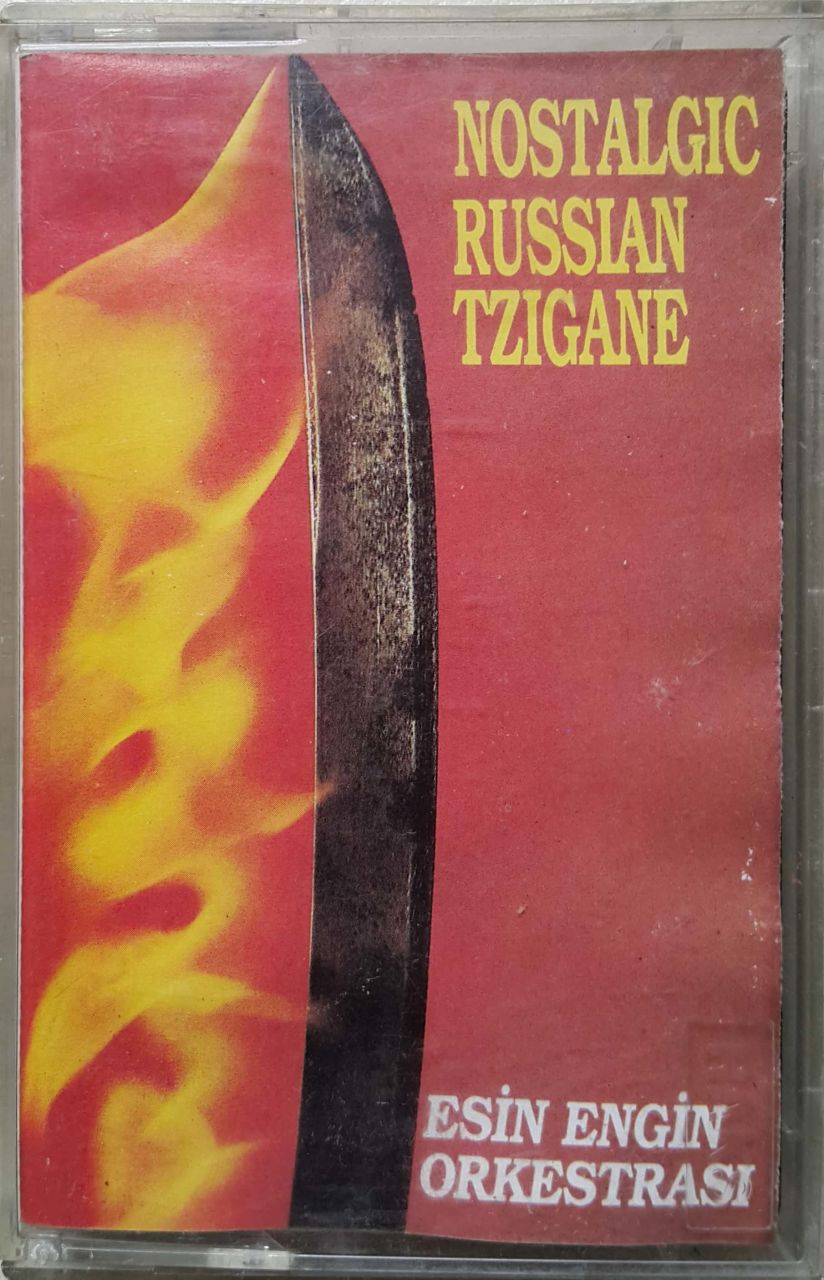 NOSTALGIC
RUSSIAN
TZIGANE
ESİN ENGİN
ORKESTRASI